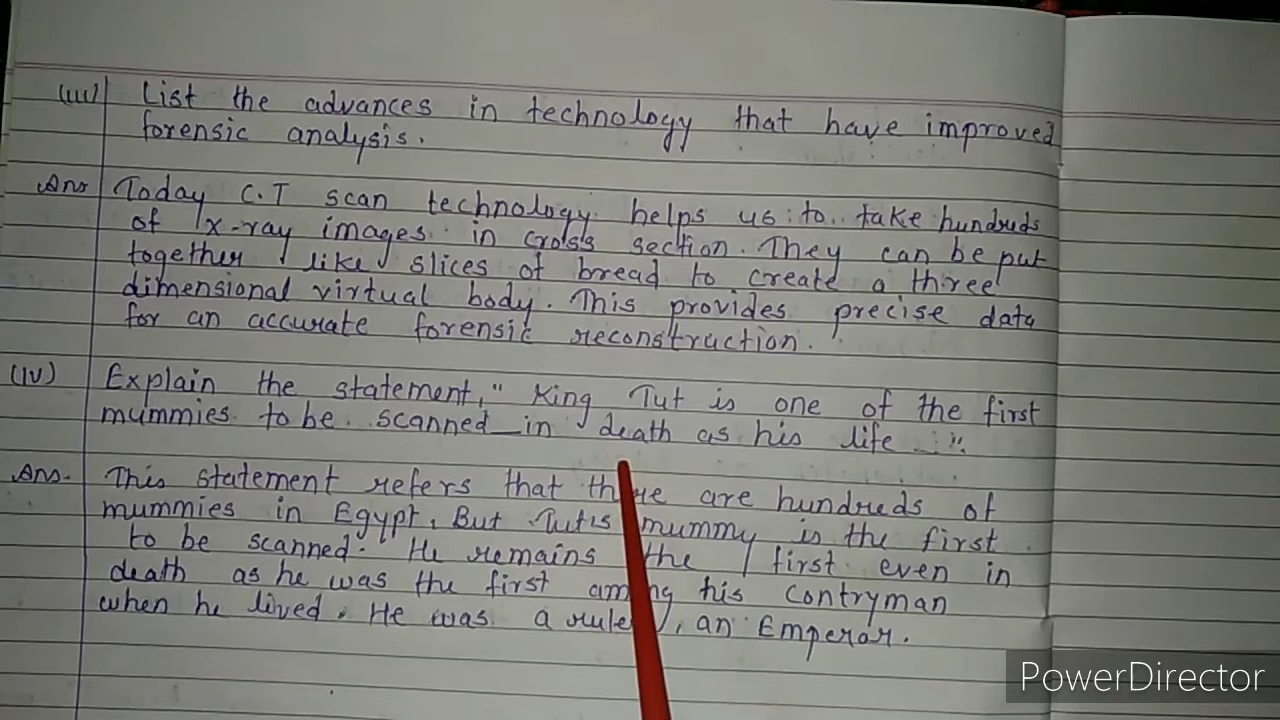 (iii) List the advances in technology that have improved
forensic analysis.
Ans Today C.T scan technology helps us to take hundreds
of x-ray images in cross section. They can be put
together like slices of bread to create a three
dimensional virtual body. This provides precise data
for an accurate forensic reconstruction.
(iv) Explain the statement, " King Tut is one of the first
mummies to be scanned in death as his life ...".
Ans. This statement refers that there are hundreds of
mummies in Egypt, But Tut's mummy is the first
to be scanned. He remains the first even in
death as he was the first among his contryman
when he lived. He was a ruler, an Emperar.
PowerDirector